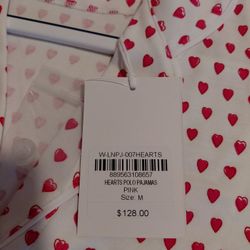 W-LNPJ-007HEARTS
889563108657
HEARTS POLO PAJAMAS
PINK
Size: M
$128.00